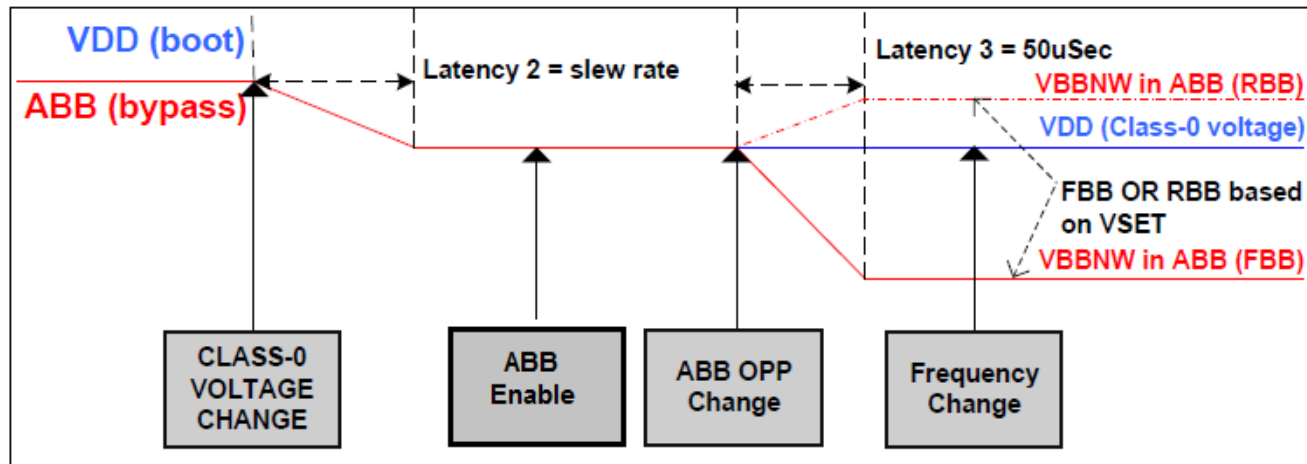 VDD (boot)
ABB (bypass)
Latency 2 = slew rate
Latency 3 = 50uSec
VBBNW in ABB (RBB)
VDD (Class-0 voltage)
FBB OR RBB based
on VSET
VBBNW in ABB (FBB)
CLASS-0
VOLTAGE
CHANGE
ABB
Enable
ABB OPP
Change
Frequency
Change